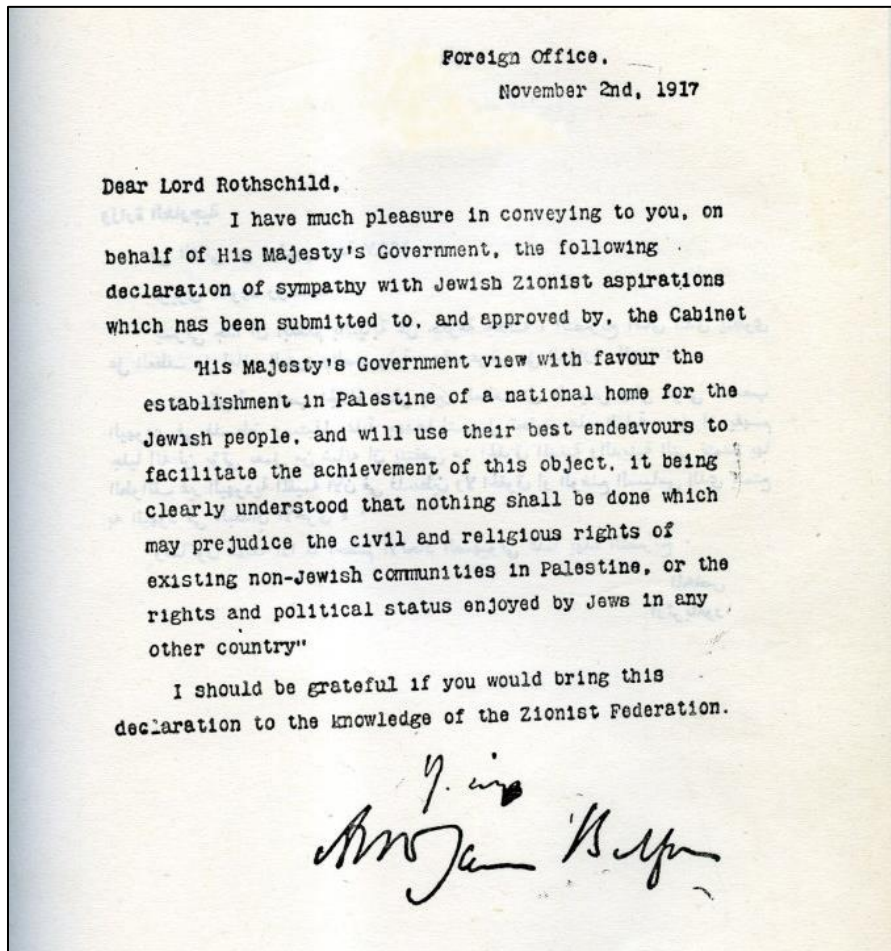 Foreign Office.
November 2nd, 1917
Dear Lord Rothschild,
I have much pleasure in conveying to you, on
behalf of His Majesty's Government, the following
declaration of sympathy with Jewish Zionist aspirations
which has been submitted to, and approved by, the Cabinet
"His Majesty's Government view with favour the
establishment in Palestine of a national home for the
Jewish people, and will use their best endeavours to
facilitate the achievement of this object, it being
clearly understood that nothing shall be done which
may prejudice the civil and religious rights of
existing non-Jewish communities in Palestine, or the
rights and political status enjoyed by Jews in any
other country"
I should be grateful if you would bring this
declaration to the knowledge of the Zionist Federation.